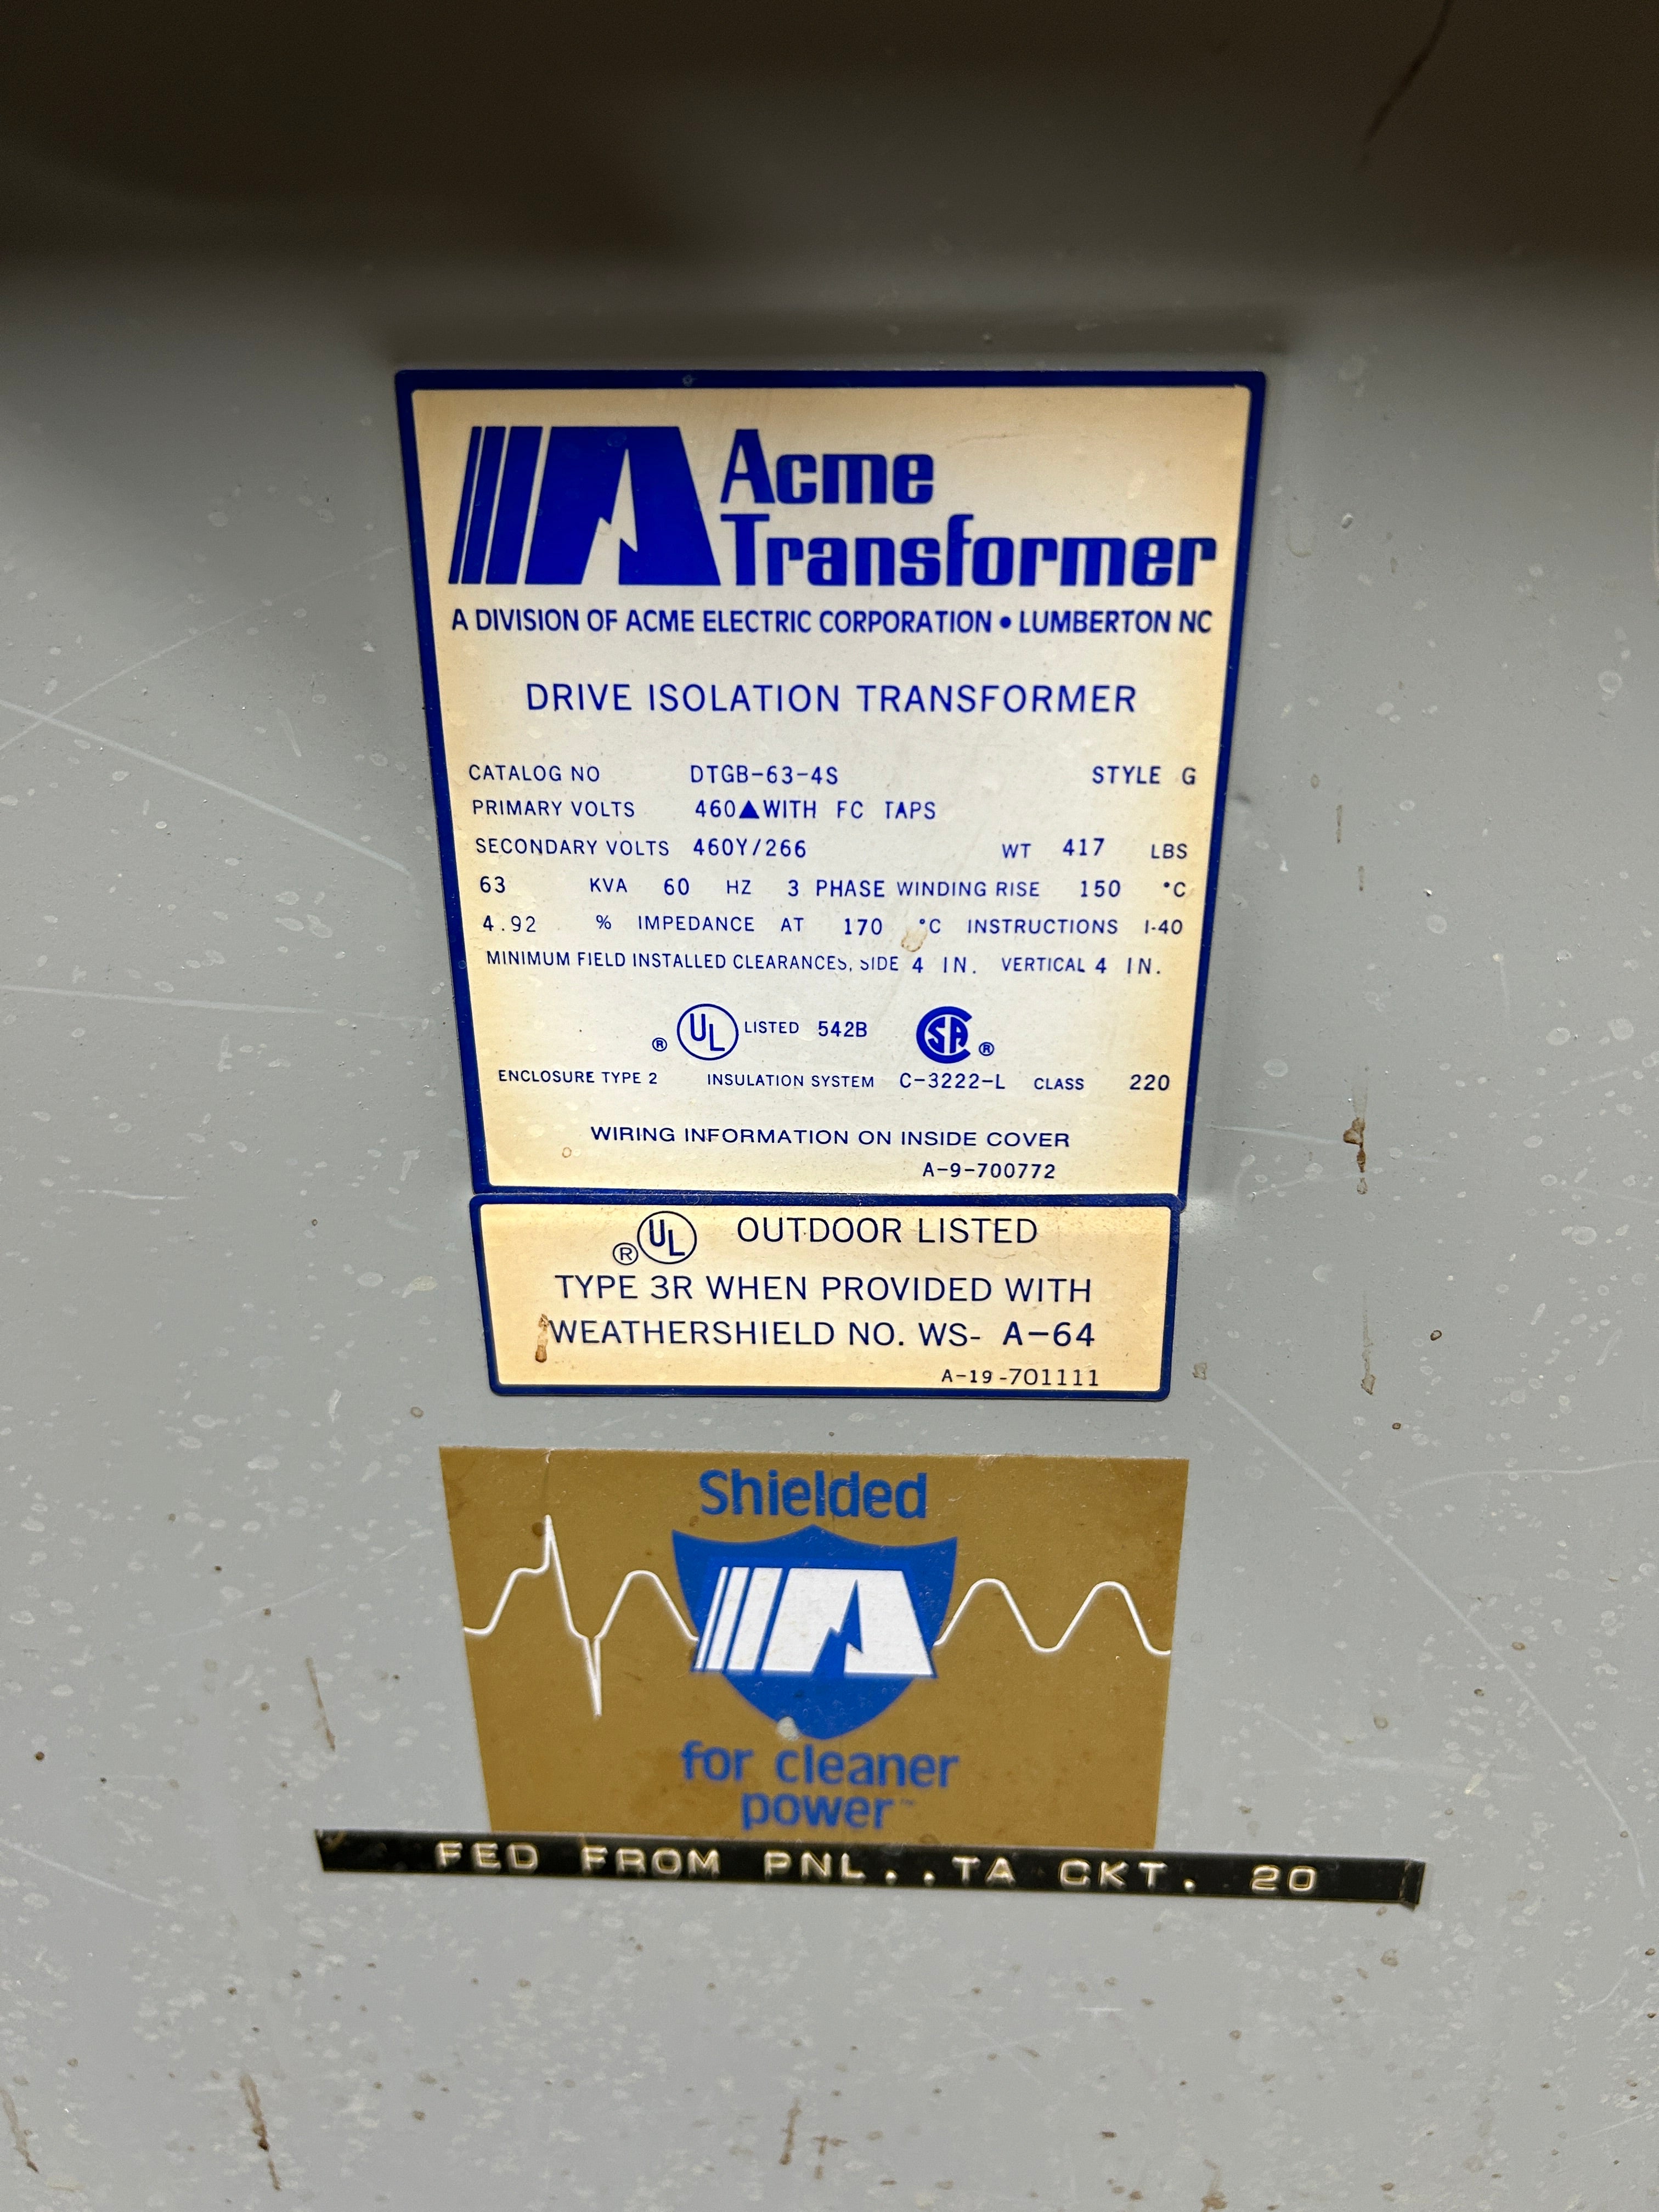 Acme
Transformer
A DIVISION OF ACME ELECTRIC CORPORATION • LUMBERTON NC
DRIVE ISOLATION TRANSFORMER
CATALOG NO DTGB-63-4S STYLE G
PRIMARY VOLTS 460▲WITH FC TAPS
SECONDARY VOLTS 460Y/266 WT 417 LBS
63 KVA 60 HZ 3 PHASE WINDING RISE 150 °C
4.92 % IMPEDANCE AT 170 °C INSTRUCTIONS I-40
MINIMUM FIELD INSTALLED CLEARANCES, SIDE 4 IN. VERTICAL 4 IN.
® UL LISTED 542B SA ®
ENCLOSURE TYPE 2 INSULATION SYSTEM C-3222-L CLASS 220
WIRING INFORMATION ON INSIDE COVER
A-9-700772
® UL OUTDOOR LISTED
TYPE 3R WHEN PROVIDED WITH
WEATHERSHIELD NO. WS- A-64
A-19-701111
Shielded
for cleaner
power™
FED FROM PNL..TA CKT. 20